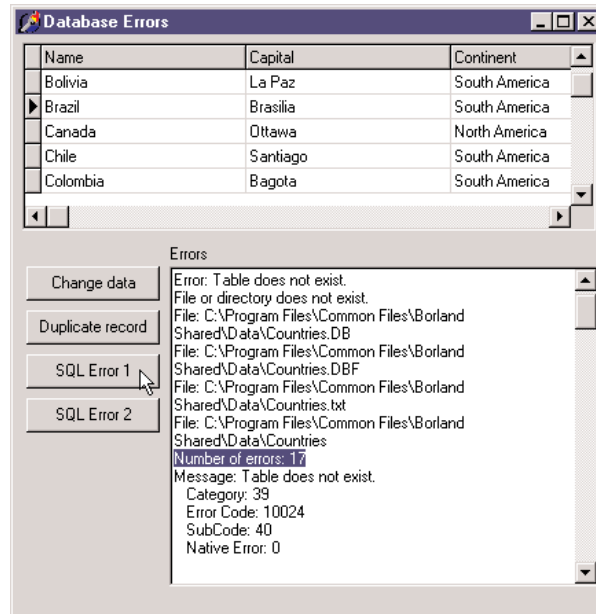 Database Errors
Name Capital Continent
Bolivia La Paz South America
Brazil Brasilia South America
Canada Ottawa North America
Chile Santiago South America
Colombia Bagota South America
Errors
Change data
Duplicate record
SQL Error 1
SQL Error 2
Error: Table does not exist.
File or directory does not exist.
File: C:\Program Files\Common Files\Borland
Shared\Data\Countries.DB
File: C:\Program Files\Common Files\Borland
Shared\Data\Countries.DBF
File: C:\Program Files\Common Files\Borland
Shared\Data\Countries.txt
File: C:\Program Files\Common Files\Borland
Shared\Data\Countries
Number of errors: 17
Message: Table does not exist.
Category: 39
Error Code: 10024
SubCode: 40
Native Error: 0